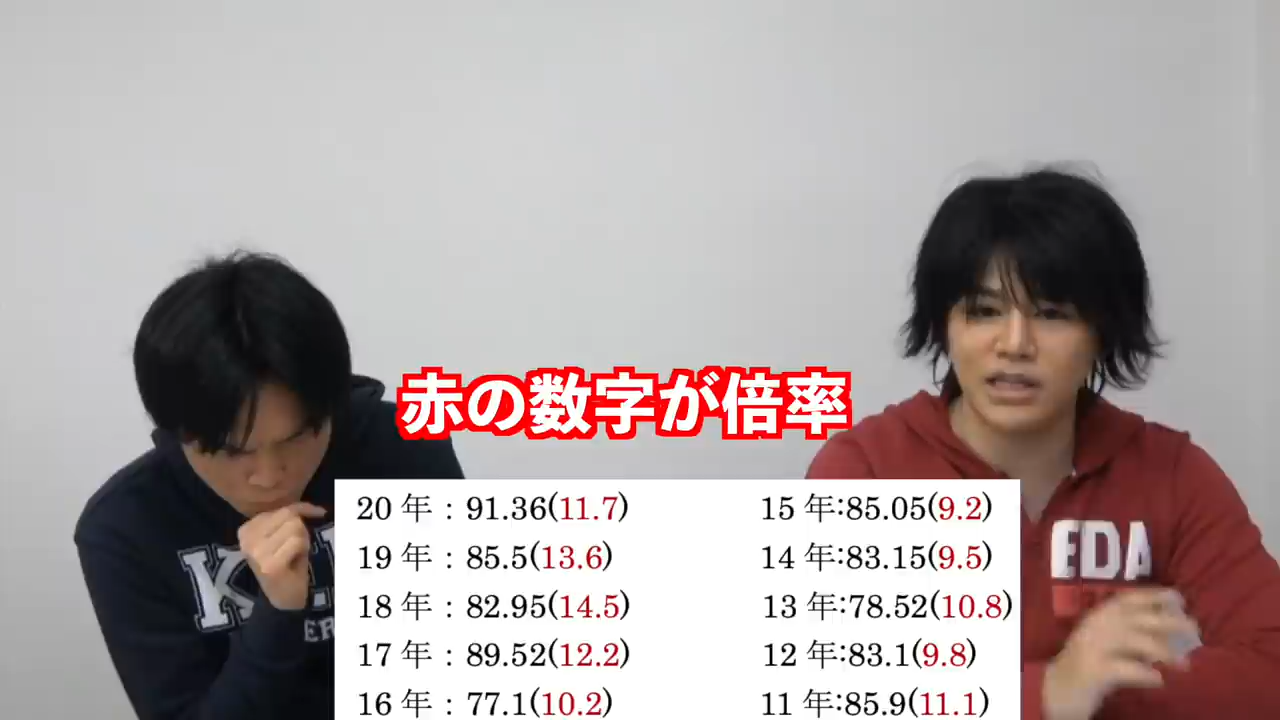 赤の数字が倍率
20 年 : 91.36(11.7)
19 年 : 85.5(13.6)
18 年 : 82.95(14.5)
17 年 : 89.52(12.2)
16 年 : 77.1(10.2)
15 年:85.05(9.2)
14 年:83.15(9.5)
13 年:78.52(10.8)
12 年:83.1(9.8)
11 年:85.9(11.1)
EDA